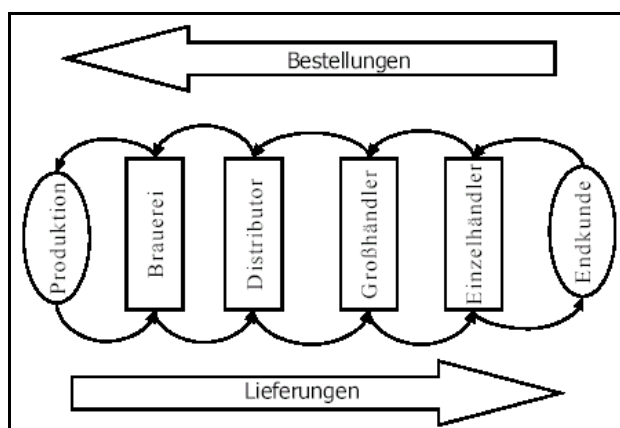 Bestellungen
Produktion
Brauerei
Distributor
Großhändler
Einzelhändler
Endkunde
Lieferungen